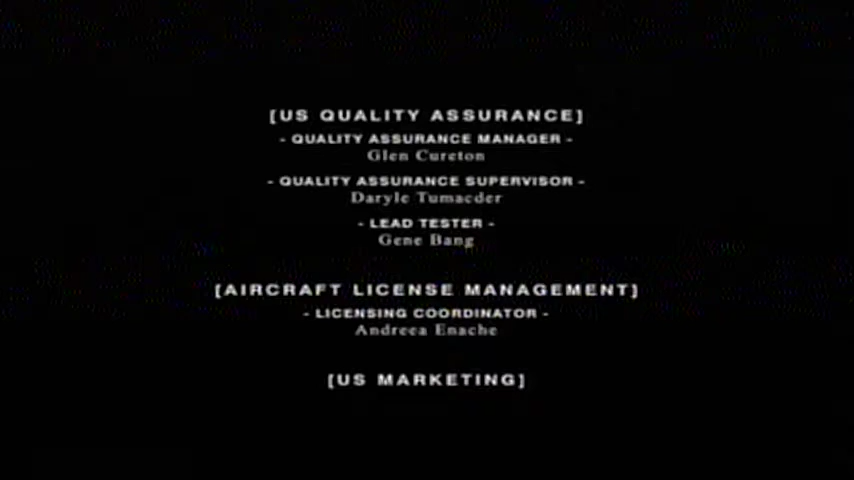 [US QUALITY ASSURANCE]
- QUALITY ASSURANCE MANAGER -
Glen Cureton
- QUALITY ASSURANCE SUPERVISOR -
Daryle Tumacder
- LEAD TESTER -
Gene Bang
[AIRCRAFT LICENSE MANAGEMENT]
- LICENSING COORDINATOR -
Andreea Enache
[US MARKETING]